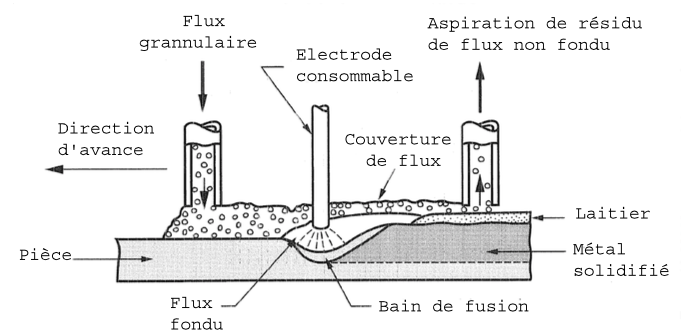 Flux
grannulaire
Aspiration de résidu
de flux non fondu
Electrode
consommable
Direction
d'avance
Couverture
de flux
Laitier
Pièce
Métal
solidifié
Flux
fondu
Bain de fusion